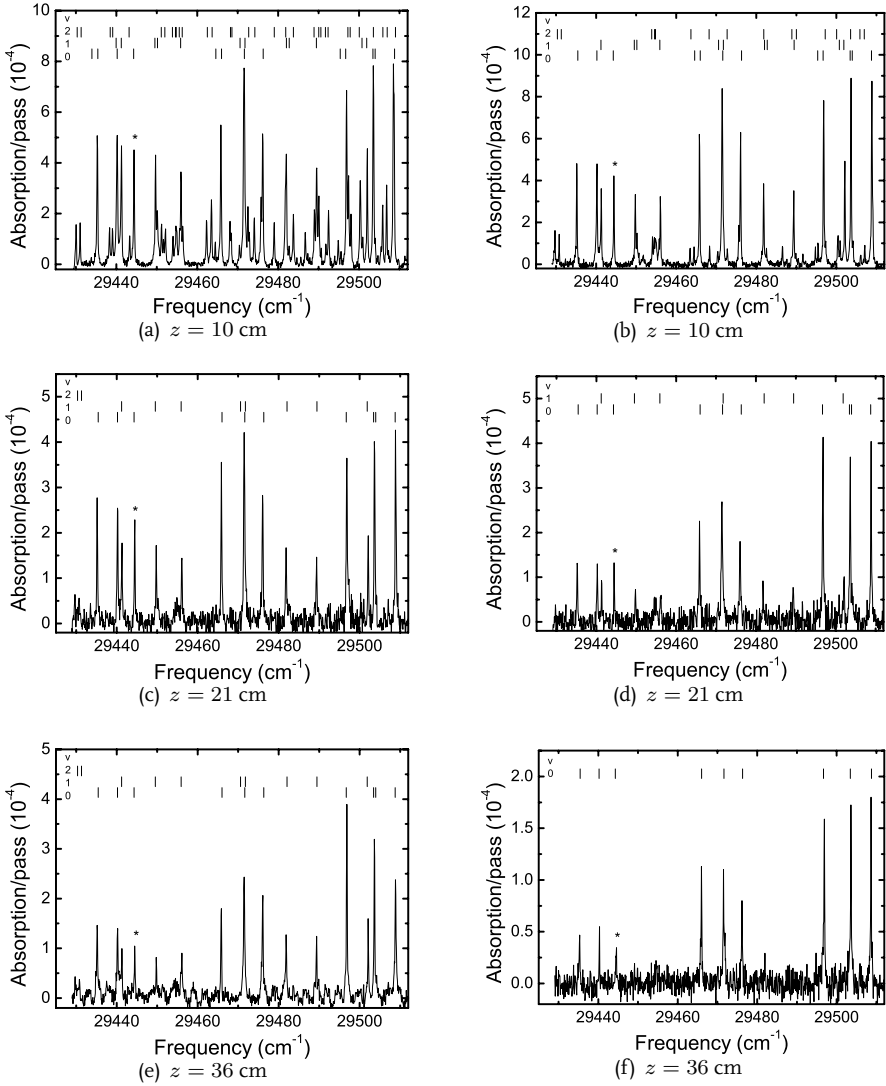 10
8
6
4
2
0
Absorption/pass (10⁻⁴)
v
2
1
0
*
29440 29460 29480 29500
Frequency (cm⁻¹)
(a) z = 10 cm
12
10
8
6
4
2
0
Absorption/pass (10⁻⁴)
v
2
1
0
*
29440 29460 29480 29500
Frequency (cm⁻¹)
(b) z = 10 cm
5
4
3
2
1
0
Absorption/pass (10⁻⁴)
v
2
1
0
*
29440 29460 29480 29500
Frequency (cm⁻¹)
(c) z = 21 cm
5
4
3
2
1
0
Absorption/pass (10⁻⁴)
v
1
0
*
29440 29460 29480 29500
Frequency (cm⁻¹)
(d) z = 21 cm
5
4
3
2
1
0
Absorption/pass (10⁻⁴)
v
2
1
0
*
29440 29460 29480 29500
Frequency (cm⁻¹)
(e) z = 36 cm
2.0
1.5
1.0
0.5
0.0
Absorption/pass (10⁻⁴)
v
0
*
29440 29460 29480 29500
Frequency (cm⁻¹)
(f) z = 36 cm